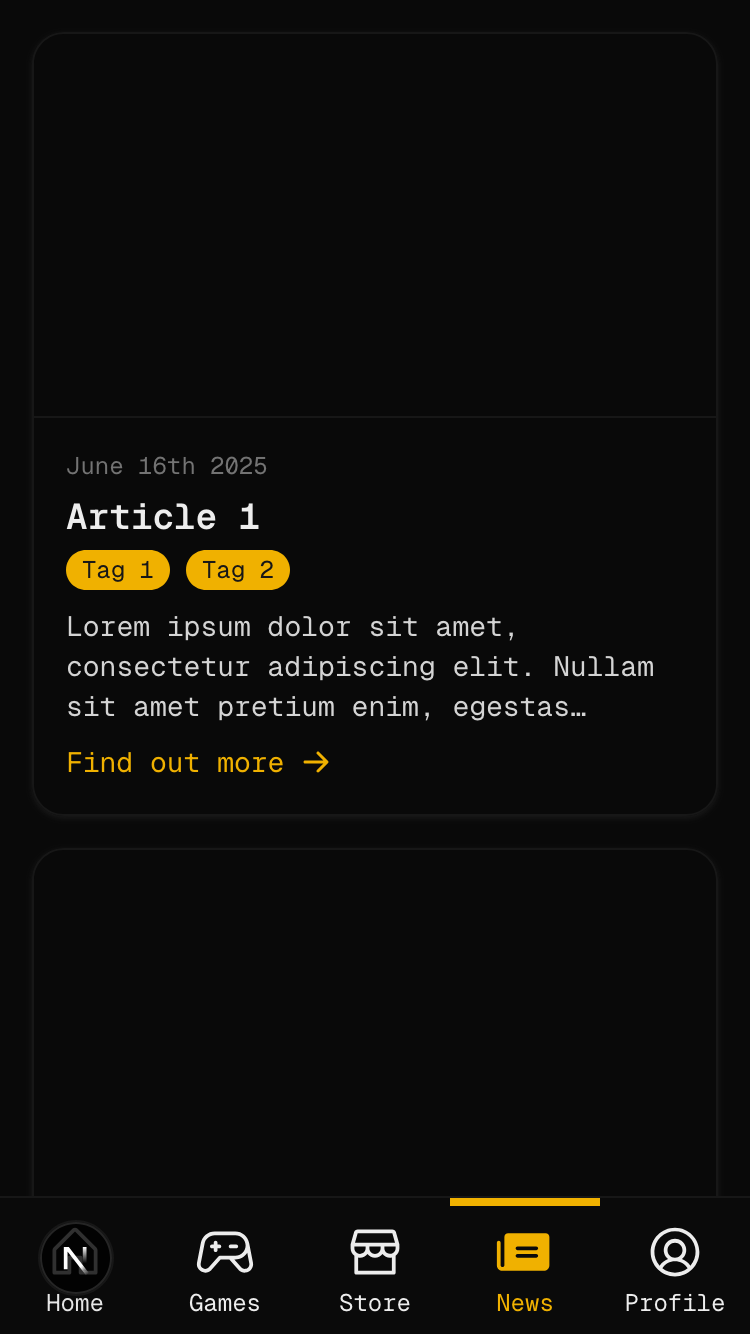 June 16th 2025
Article 1
Tag 1 Tag 2
Lorem ipsum dolor sit amet,
consectetur adipiscing elit. Nullam
sit amet pretium enim, egestas…
Find out more →
N
Home Games Store News Profile